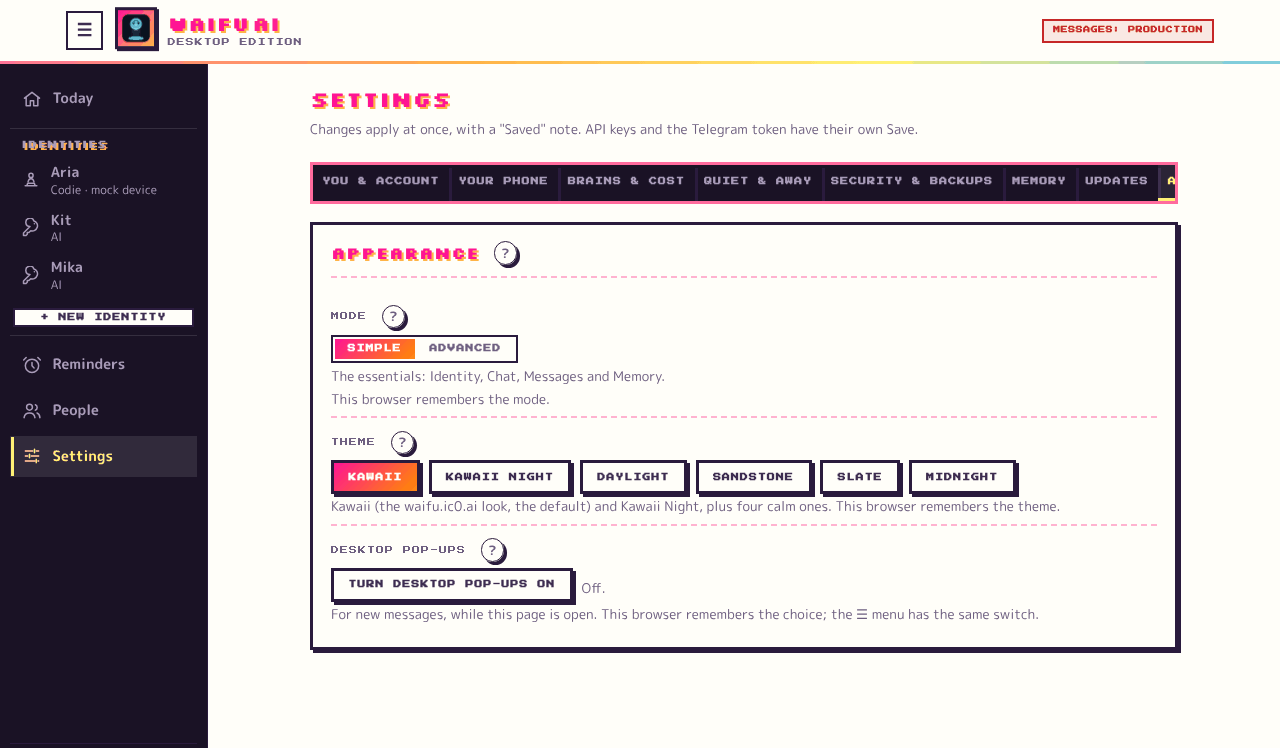 ☰
WAIFU AI
DESKTOP EDITION
MESSAGES: PRODUCTION
Today
IDENTITIES
Aria
Codie · mock device
Kit
AI
Mika
AI
+ NEW IDENTITY
Reminders
People
Settings
SETTINGS
Changes apply at once, with a "Saved" note. API keys and the Telegram token have their own Save.
YOU & ACCOUNT YOUR PHONE BRAINS & COST QUIET & AWAY SECURITY & BACKUPS MEMORY UPDATES A
APPEARANCE ?
MODE ?
SIMPLE ADVANCED
The essentials: Identity, Chat, Messages and Memory.
This browser remembers the mode.
THEME ?
KAWAII KAWAII NIGHT DAYLIGHT SANDSTONE SLATE MIDNIGHT
Kawaii (the waifu.ic0.ai look, the default) and Kawaii Night, plus four calm ones. This browser remembers the theme.
DESKTOP POP-UPS ?
TURN DESKTOP POP-UPS ON Off.
For new messages, while this page is open. This browser remembers the choice; the ☰ menu has the same switch.